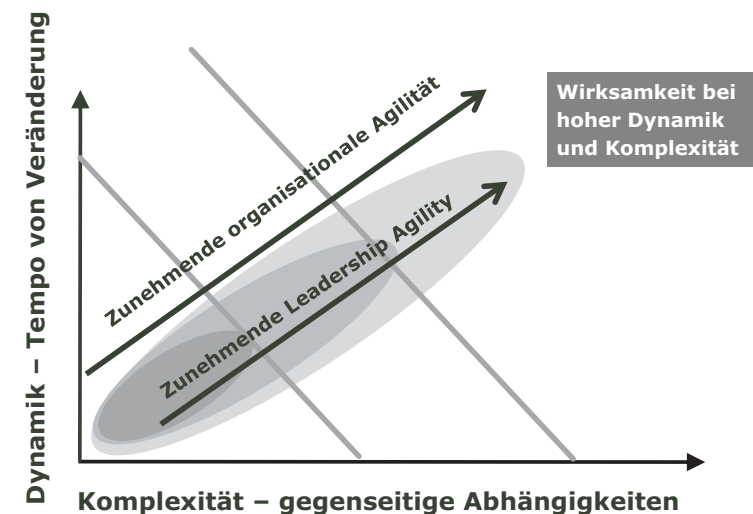 Dynamik – Tempo von Veränderung
Zunehmende organisationale Agilität
Zunehmende Leadership Agility
Wirksamkeit bei
hoher Dynamik
und Komplexität
Komplexität – gegenseitige Abhängigkeiten